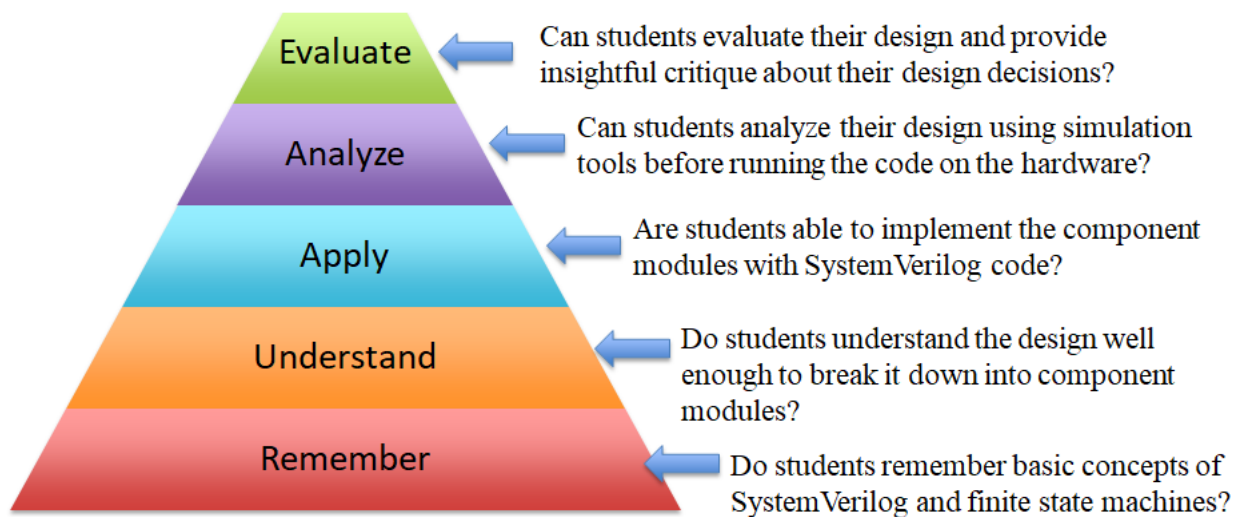 Evaluate
Can students evaluate their design and provide
insightful critique about their design decisions?
Analyze
Can students analyze their design using simulation
tools before running the code on the hardware?
Apply
Are students able to implement the component
modules with SystemVerilog code?
Understand
Do students understand the design well
enough to break it down into component
modules?
Remember
Do students remember basic concepts of
SystemVerilog and finite state machines?